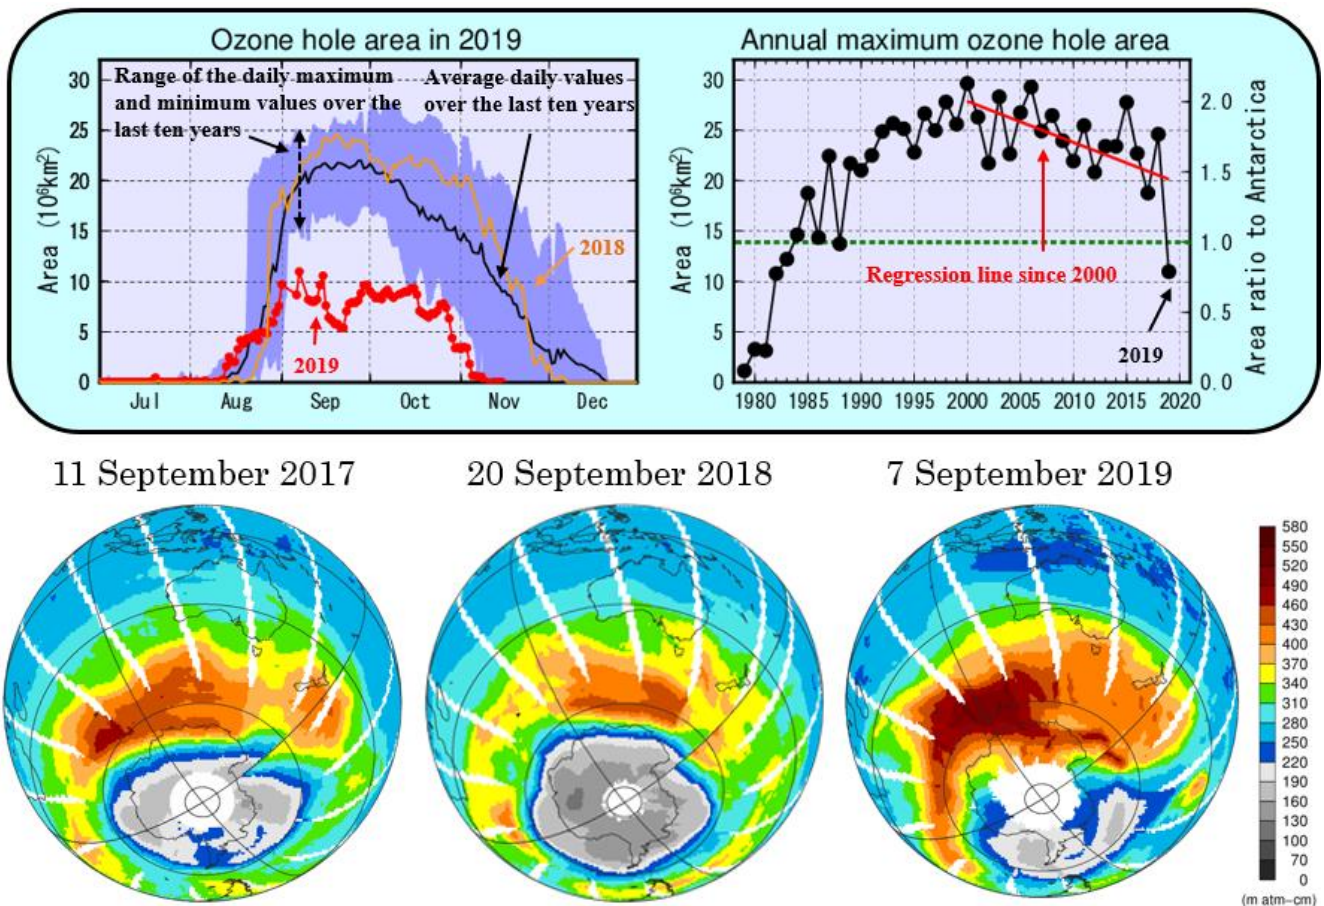 Ozone hole area in 2019
Range of the daily maximum
and minimum values over the
last ten years
Average daily values
over the last ten years
2018
2019
Area (10⁶km²)
30
25
20
15
10
5
0
Jul Aug Sep Oct Nov Dec
Annual maximum ozone hole area
Area (10⁶km²)
30
25
20
15
10
5
0
2.0
1.5
1.0
0.5
0.0
Area ratio to Antarctica
Regression line since 2000
2019
1980 1985 1990 1995 2000 2005 2010 2015 2020
11 September 2017
20 September 2018
7 September 2019
580
550
520
490
460
430
400
370
340
310
280
250
220
190
160
130
100
70
0
(m atm-cm)